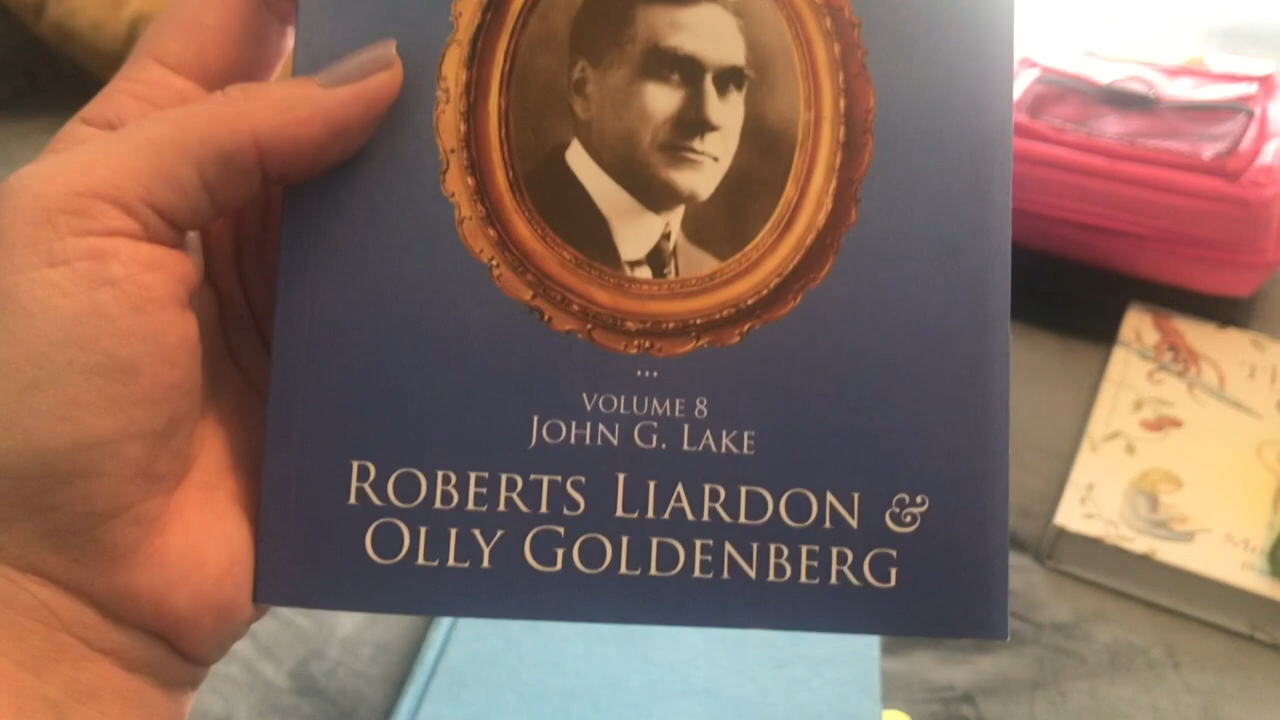 ...
VOLUME 8
JOHN G. LAKE
ROBERTS LIARDON &
OLLY GOLDENBERG